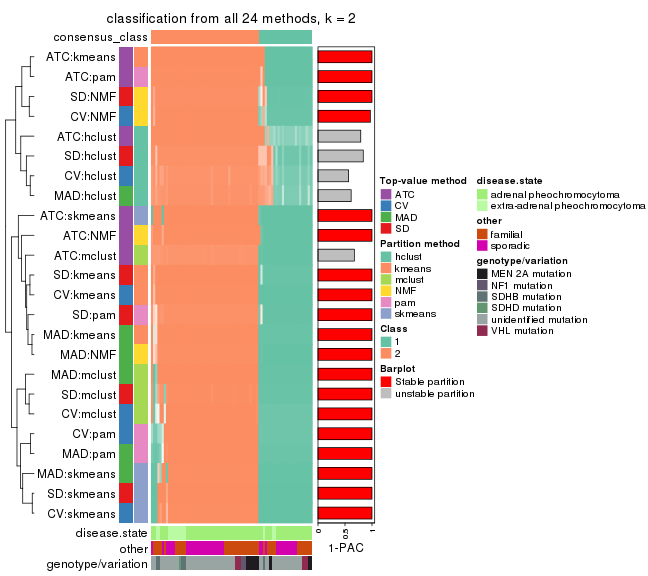 classification from all 24 methods, k = 2
consensus_class
ATC:kmeans
ATC:pam
SD:NMF
CV:NMF
ATC:hclust
SD:hclust
CV:hclust
MAD:hclust
ATC:skmeans
ATC:NMF
ATC:mclust
SD:kmeans
CV:kmeans
SD:pam
MAD:kmeans
MAD:NMF
MAD:mclust
SD:mclust
CV:mclust
CV:pam
MAD:pam
MAD:skmeans
SD:skmeans
CV:skmeans
disease.state
other
genotype/variation
0
0.5
1
1-PAC
Top-value method
ATC
CV
MAD
SD
Partition method
hclust
kmeans
mclust
NMF
pam
skmeans
Class
1
2
Barplot
Stable partition
unstable partition
disease.state
adrenal pheochromocytoma
extra-adrenal pheochromocytoma
other
familial
sporadic
genotype/variation
MEN 2A mutation
NF1 mutation
SDHB mutation
SDHD mutation
unidentified mutation
VHL mutation